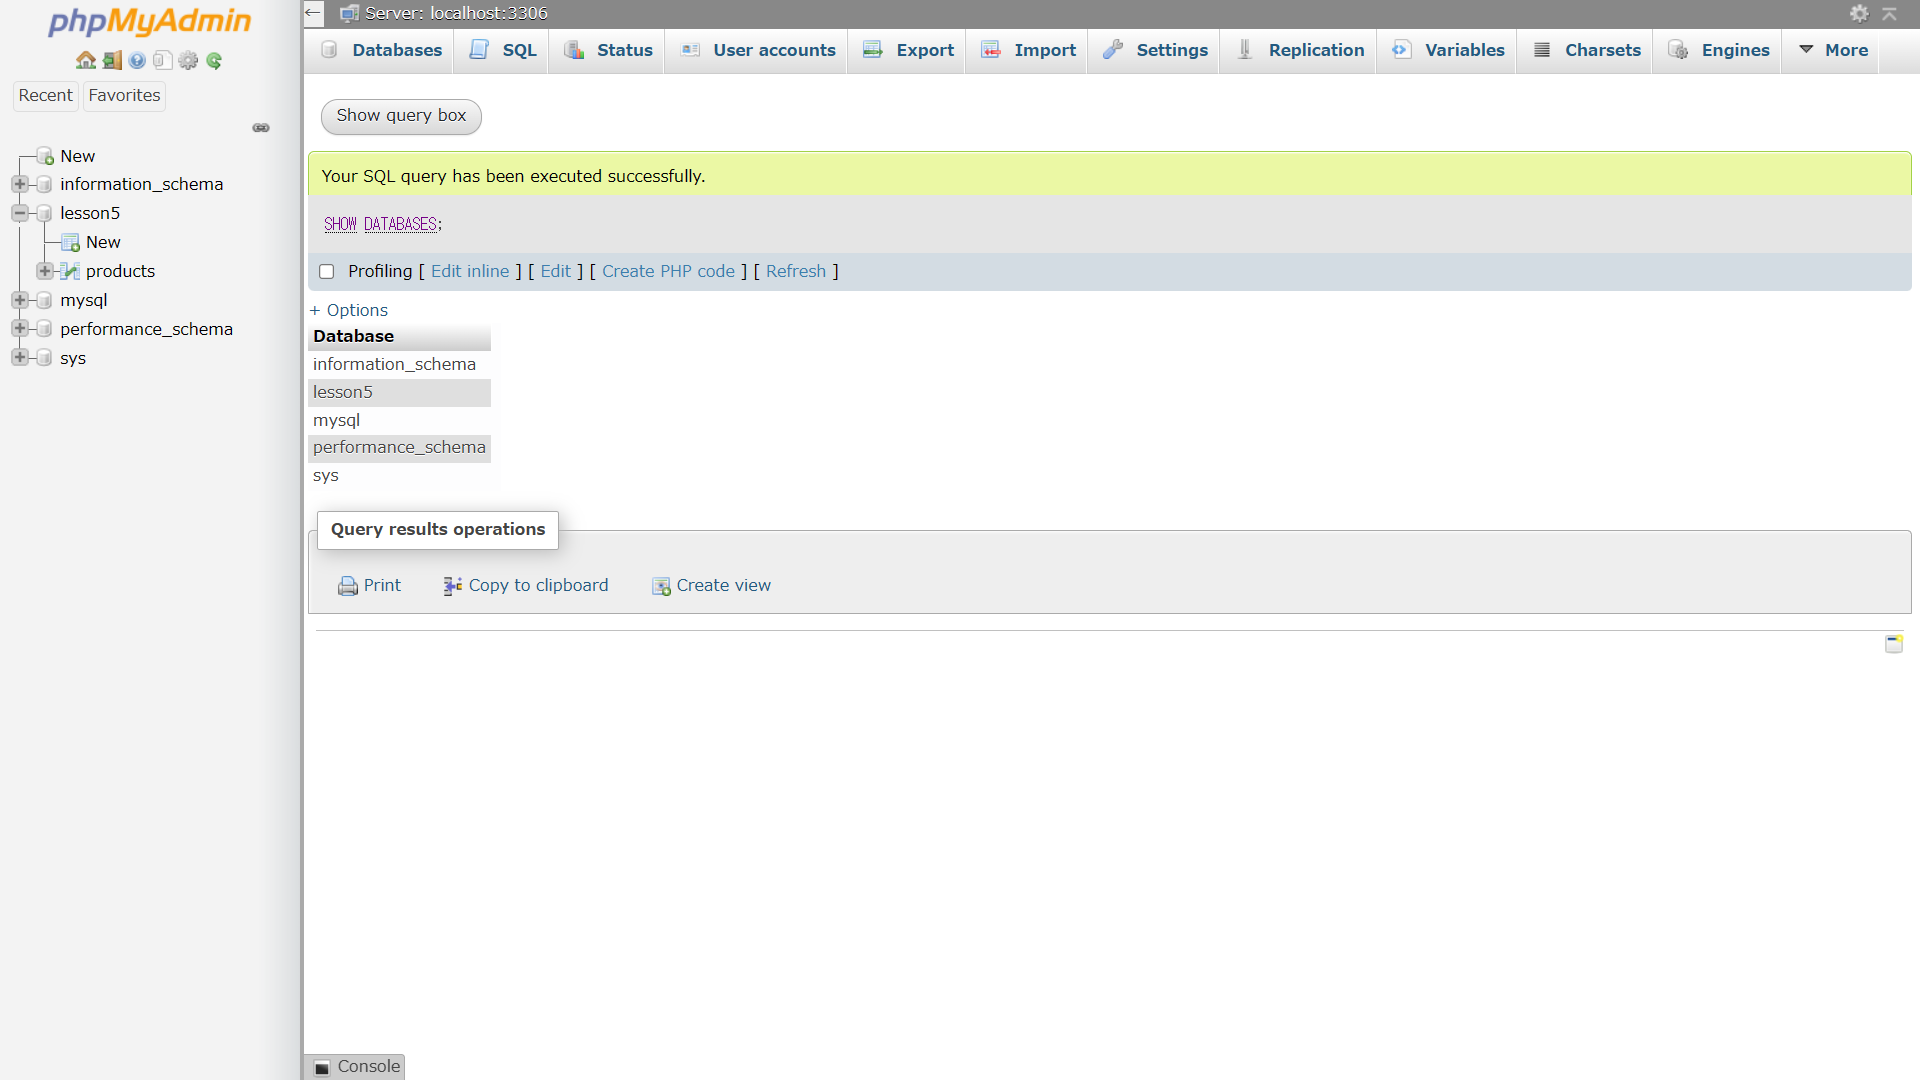 phpMyAdmin
Recent Favorites
New
information_schema
lesson5
New
products
mysql
performance_schema
sys
← Server: localhost:3306
Databases SQL Status User accounts Export Import Settings Replication Variables Charsets Engines More
Show query box
Your SQL query has been executed successfully.
SHOW DATABASES;
Profiling [ Edit inline ] [ Edit ] [ Create PHP code ] [ Refresh ]
+ Options
Database
information_schema
lesson5
mysql
performance_schema
sys
Query results operations
Print Copy to clipboard Create view
Console